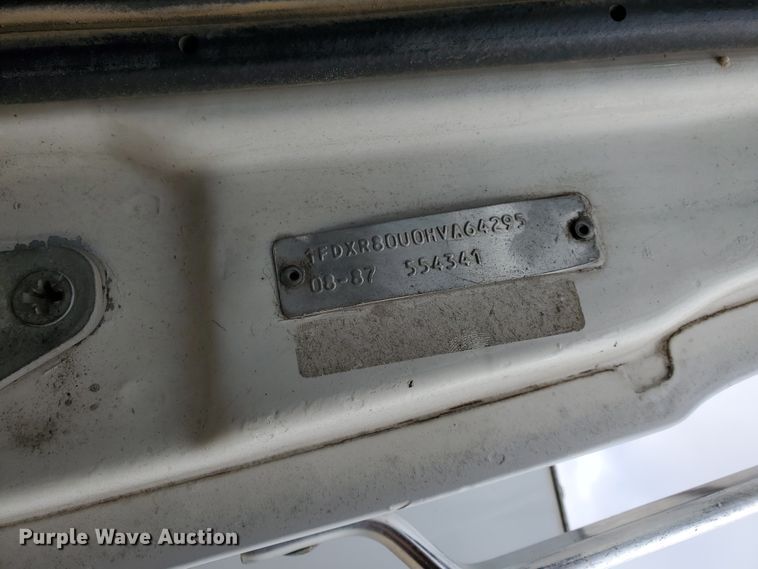 1FDXR80U0HVA64295
08-87 554341
Purple Wave Auction®